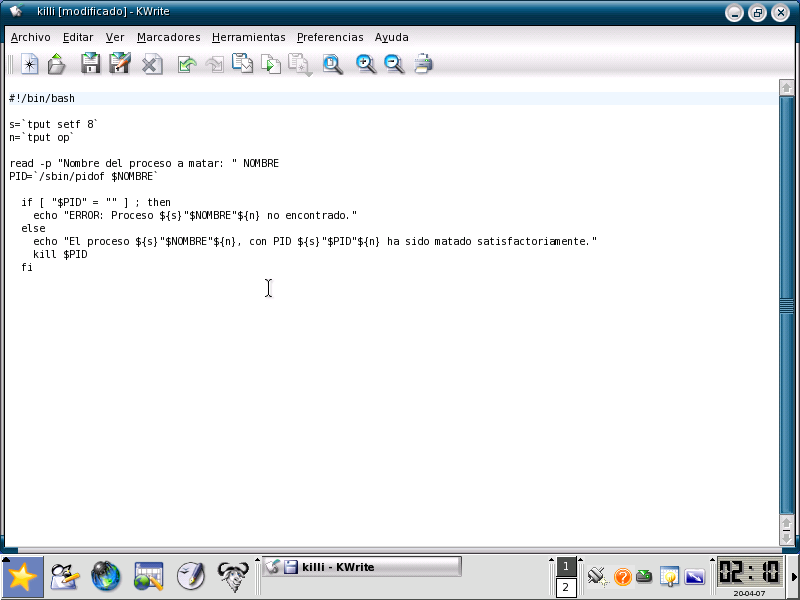 killi [modificado] - KWrite
Archivo Editar Ver Marcadores Herramientas Preferencias Ayuda
#!/bin/bash
s=`tput setf 8`
n=`tput op`
read -p "Nombre del proceso a matar: " NOMBRE
PID=`/sbin/pidof $NOMBRE`
if [ "$PID" = "" ] ; then
echo "ERROR: Proceso ${s}"$NOMBRE"${n} no encontrado."
else
echo "El proceso ${s}"$NOMBRE"${n}, con PID ${s}"$PID"${n} ha sido matado satisfactoriamente."
kill $PID
fi
killi - KWrite
1
2
02:10
20-04-07